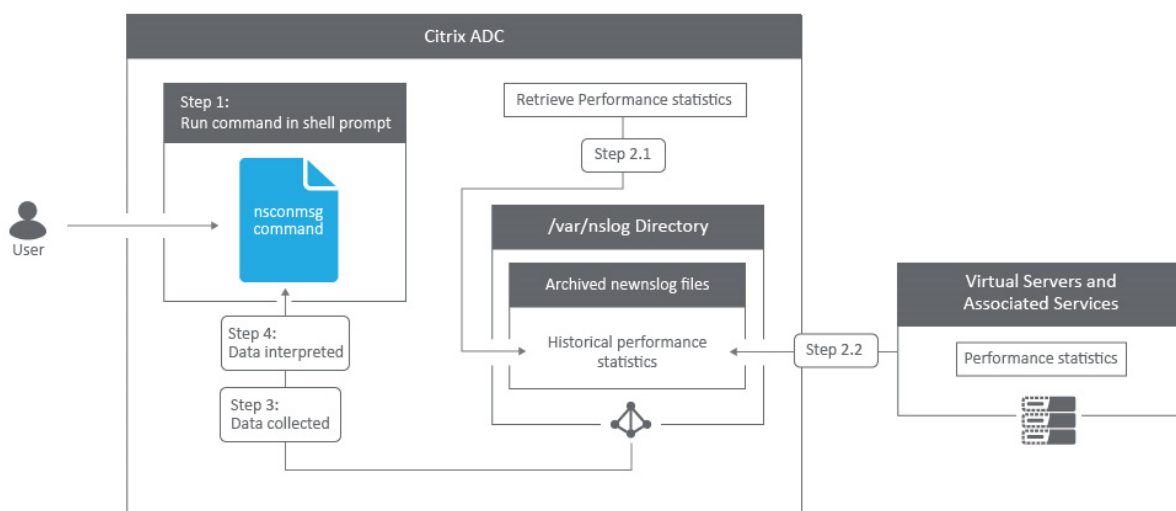 Citrix ADC
Step 1:
Run command in shell prompt
nsconmsg
command
User
Step 4:
Data interpreted
Step 3:
Data collected
Retrieve Performance statistics
Step 2.1
/var/nslog Directory
Archived newnslog files
Historical performance
statistics
Step 2.2
Virtual Servers and
Associated Services
Performance statistics